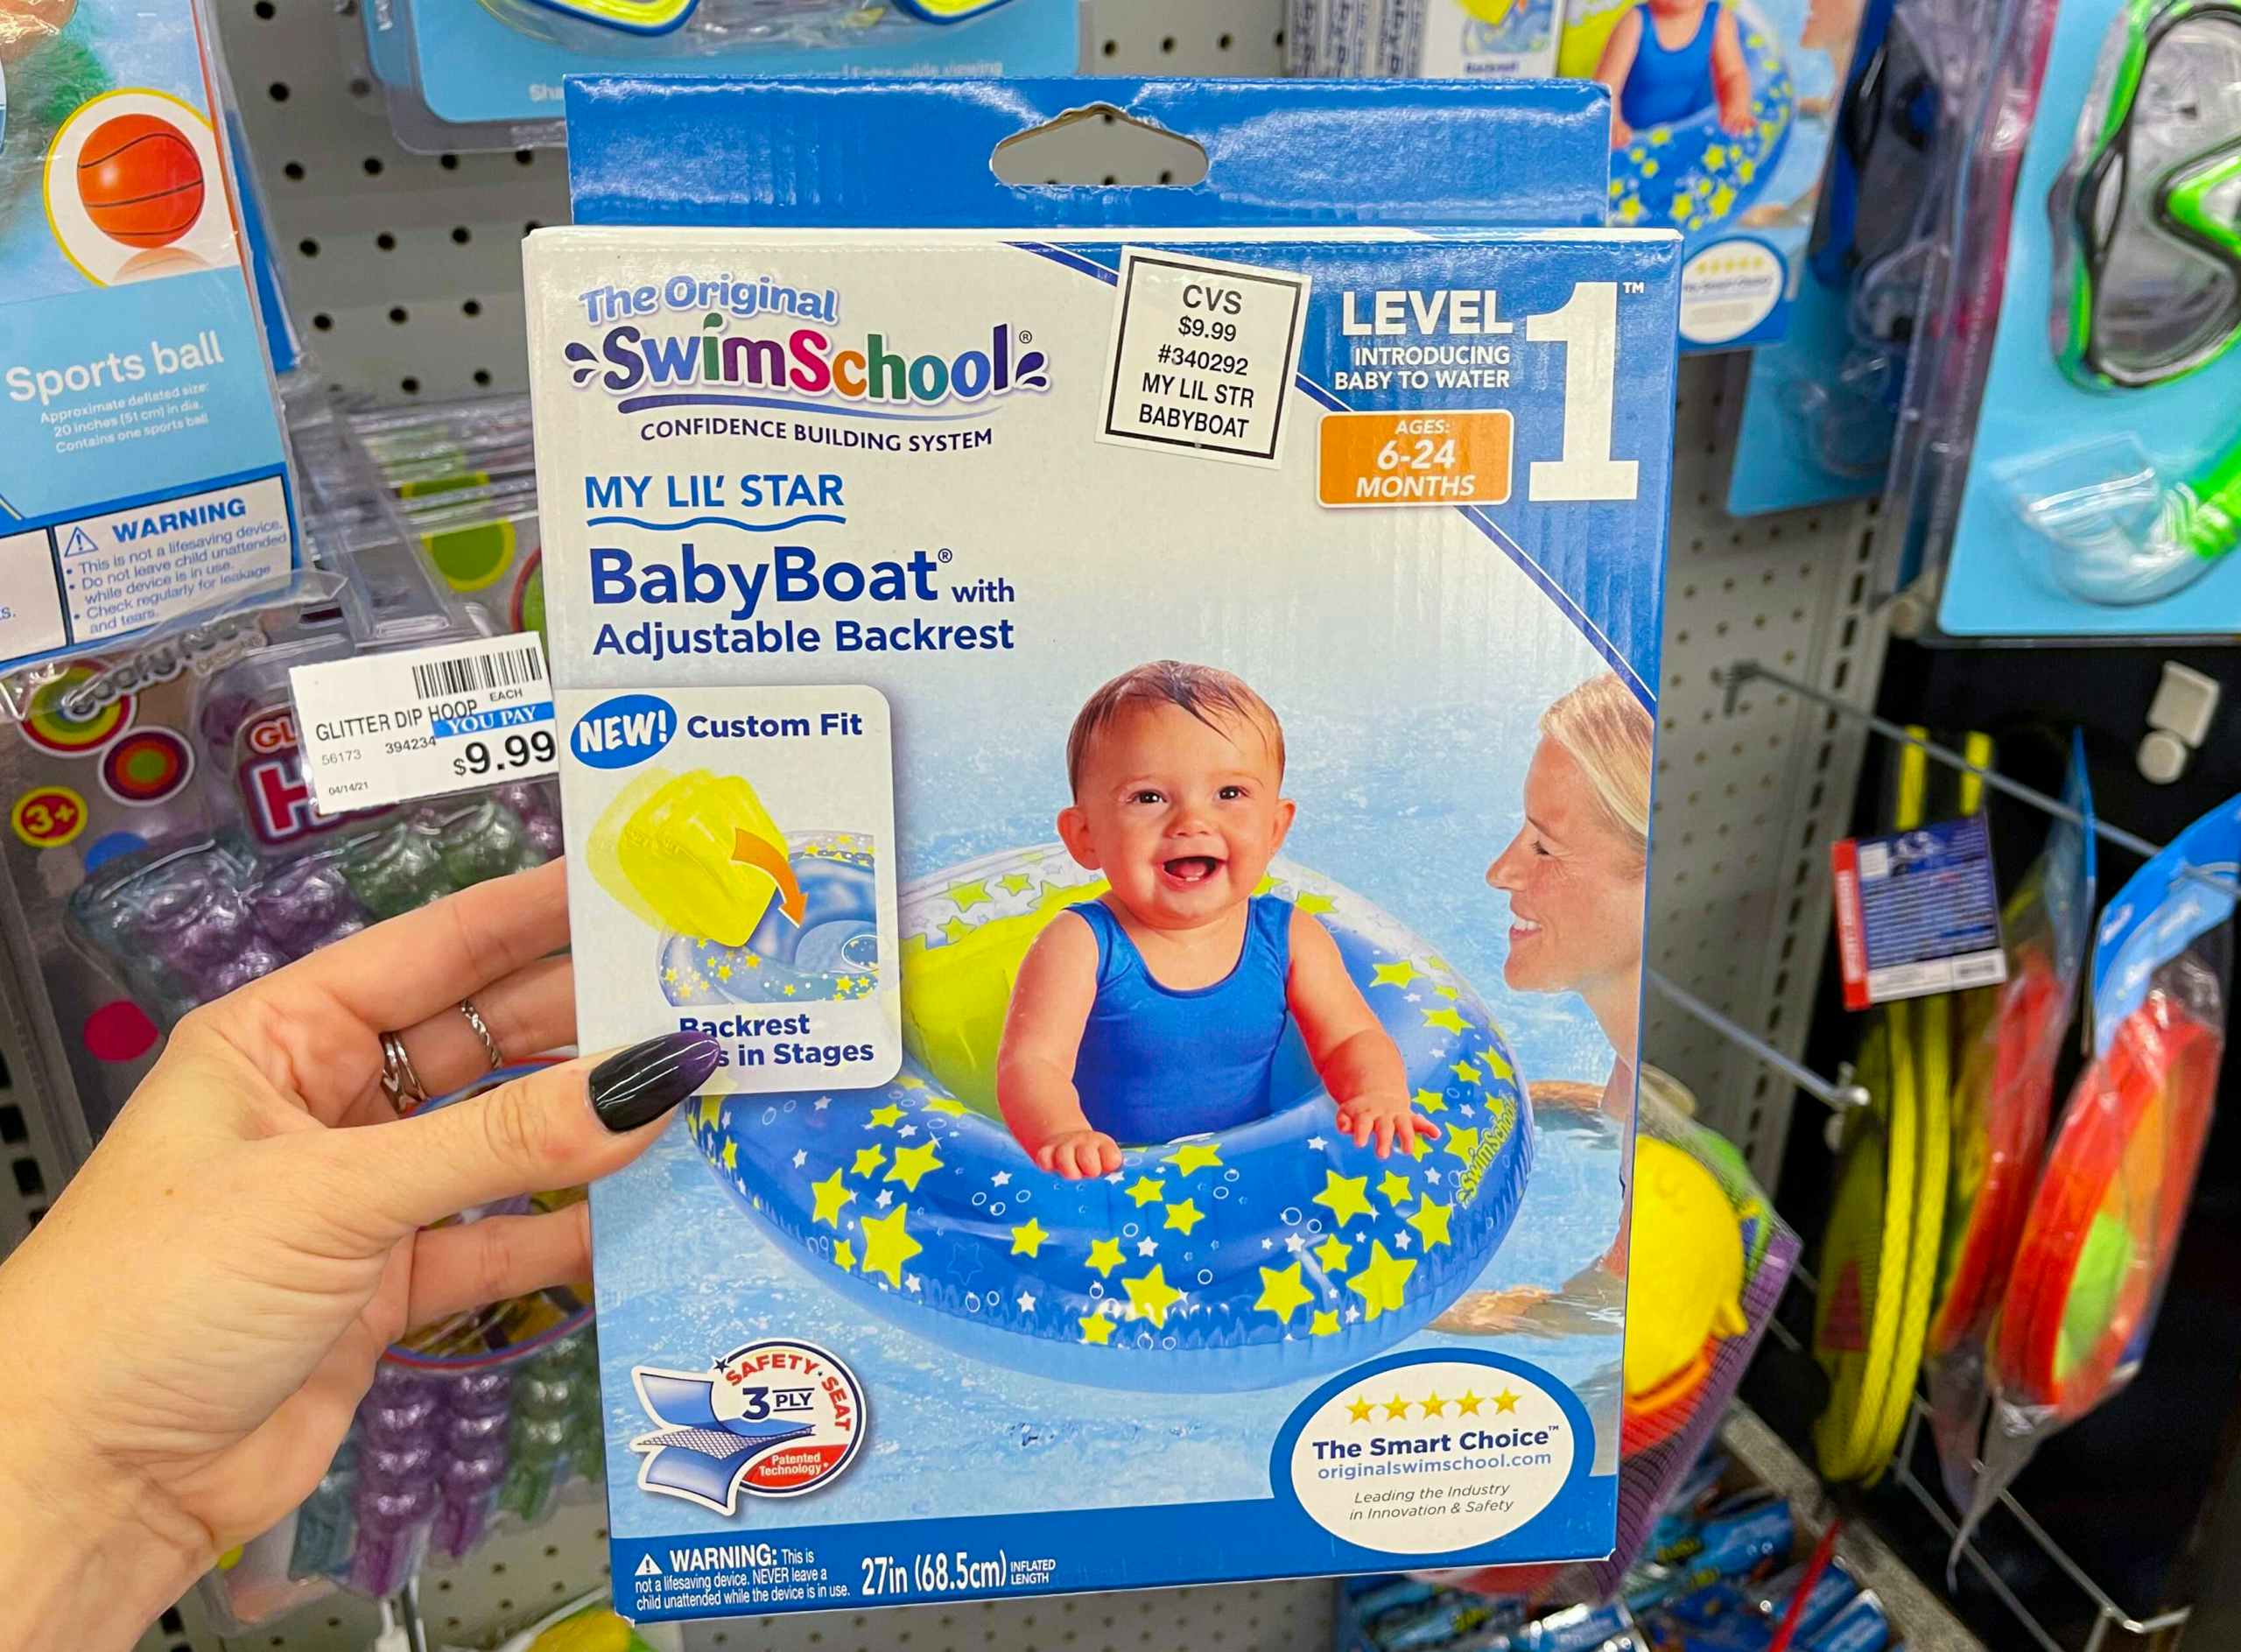 The Original
SwimSchool®
CONFIDENCE BUILDING SYSTEM
CVS
$9.99
#340292
MY LIL STR
BABYBOAT
LEVEL 1™
INTRODUCING
BABY TO WATER
AGES:
6-24
MONTHS
MY LIL' STAR
BabyBoat® with
Adjustable Backrest
NEW! Custom Fit
Backrest
in Stages
SwimSchool
SAFETY SEAT
3 PLY
Patented
Technology*
The Smart Choice™
originalswimschool.com
Leading the Industry
in Innovation & Safety
⚠ WARNING: This is
not a lifesaving device. NEVER leave a
child unattended while the device is in use.
27in (68.5cm) INFLATED
LENGTH
Sports ball
Approximate deflated size:
20 inches (51 cm) in dia.
Contains one sports ball
⚠ WARNING
• This is not a lifesaving device.
• Do not leave child unattended
while device is in use.
• Check regularly for leakage
and tears.
GLITTER DIP HOOP
EACH
YOU PAY
56173 394234
$9.99
04/14/21
3+